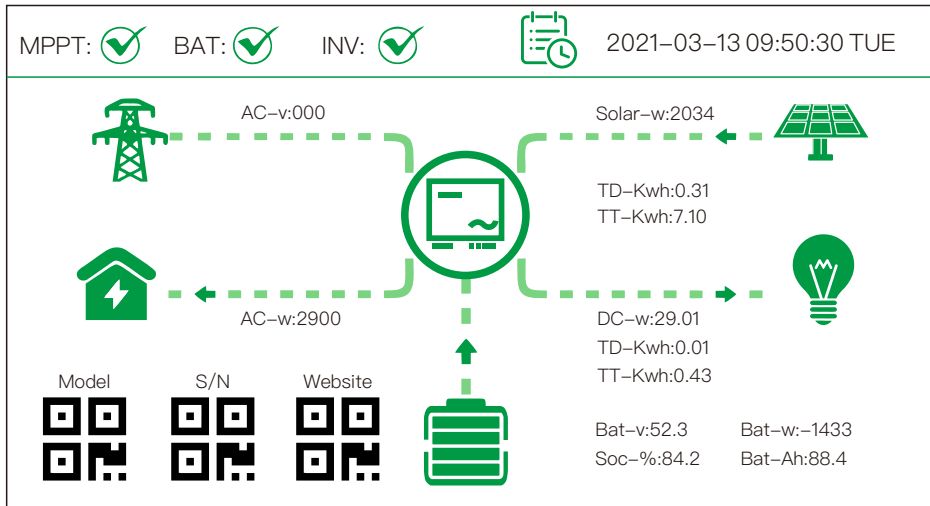 MPPT: BAT: INV: 2021-03-13 09:50:30 TUE
AC-v:000
Solar-w:2034
TD-Kwh:0.31
TT-Kwh:7.10
AC-w:2900
DC-w:29.01
TD-Kwh:0.01
TT-Kwh:0.43
Model S/N Website
Bat-v:52.3 Bat-w:-1433
Soc-%:84.2 Bat-Ah:88.4